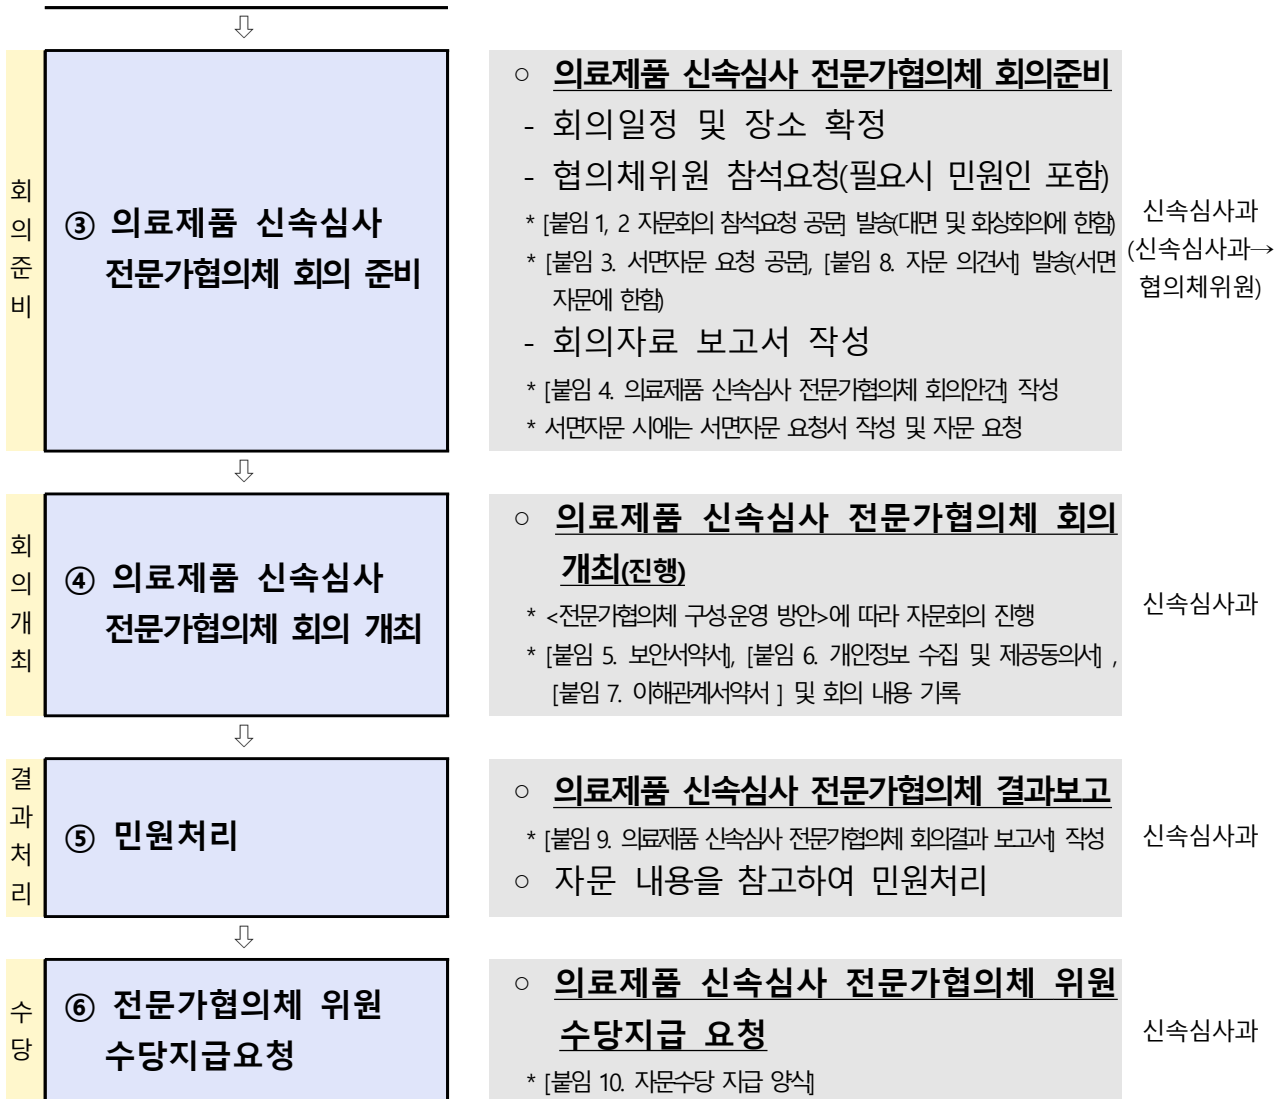 ⇩
회의준비
③ 의료제품 신속심사
전문가협의체 회의 준비
○ 의료제품 신속심사 전문가협의체 회의준비
- 회의일정 및 장소 확정
- 협의체위원 참석요청(필요시 민원인 포함)
* [붙임 1, 2 자문회의 참석요청 공문] 발송(대면 및 화상회의에 한함)
* [붙임 3. 서면자문 요청 공문], [붙임 8. 자문 의견서] 발송(서면
자문에 한함)
- 회의자료 보고서 작성
* [붙임 4. 의료제품 신속심사 전문가협의체 회의안건] 작성
* 서면자문 시에는 서면자문 요청서 작성 및 자문 요청
신속심사과
(신속심사과→
협의체위원)
⇩
회의개최
④ 의료제품 신속심사
전문가협의체 회의 개최
○ 의료제품 신속심사 전문가협의체 회의
개최(진행)
* <전문가협의체 구성·운영 방안>에 따라 자문회의 진행
* [붙임 5. 보안서약서], [붙임 6. 개인정보 수집 및 제공동의서] ,
[붙임 7. 이해관계서약서 ] 및 회의 내용 기록
신속심사과
⇩
결과처리
⑤ 민원처리
○ 의료제품 신속심사 전문가협의체 결과보고
* [붙임 9. 의료제품 신속심사 전문가협의체 회의결과 보고서] 작성
○ 자문 내용을 참고하여 민원처리
신속심사과
⇩
수당
⑥ 전문가협의체 위원
수당지급요청
○ 의료제품 신속심사 전문가협의체 위원
수당지급 요청
* [붙임 10. 자문수당 지급 양식]
신속심사과